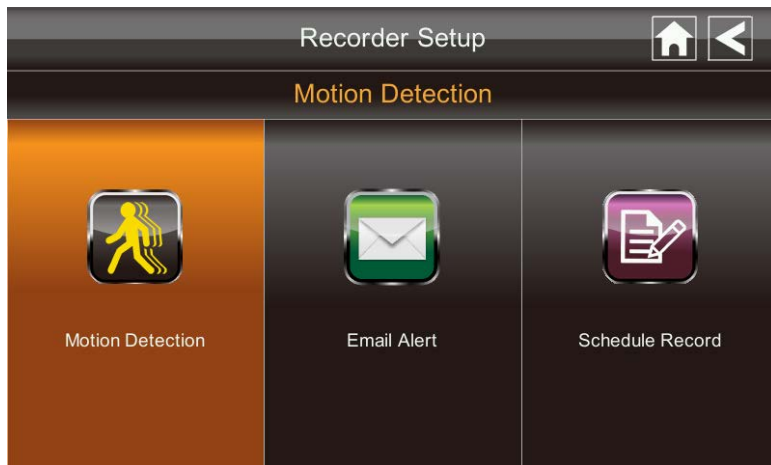 Recorder Setup
Motion Detection
Motion Detection
Email Alert
Schedule Record